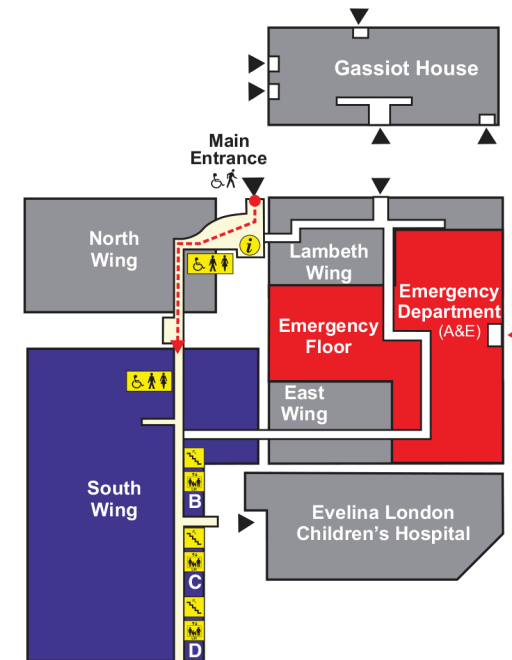 Gassiot House
Main
Entrance
North
Wing
i
Lambeth
Wing
Emergency
Department
(A&E)
Emergency
Floor
East
Wing
South
Wing
B
Evelina London
Children's Hospital
C
D